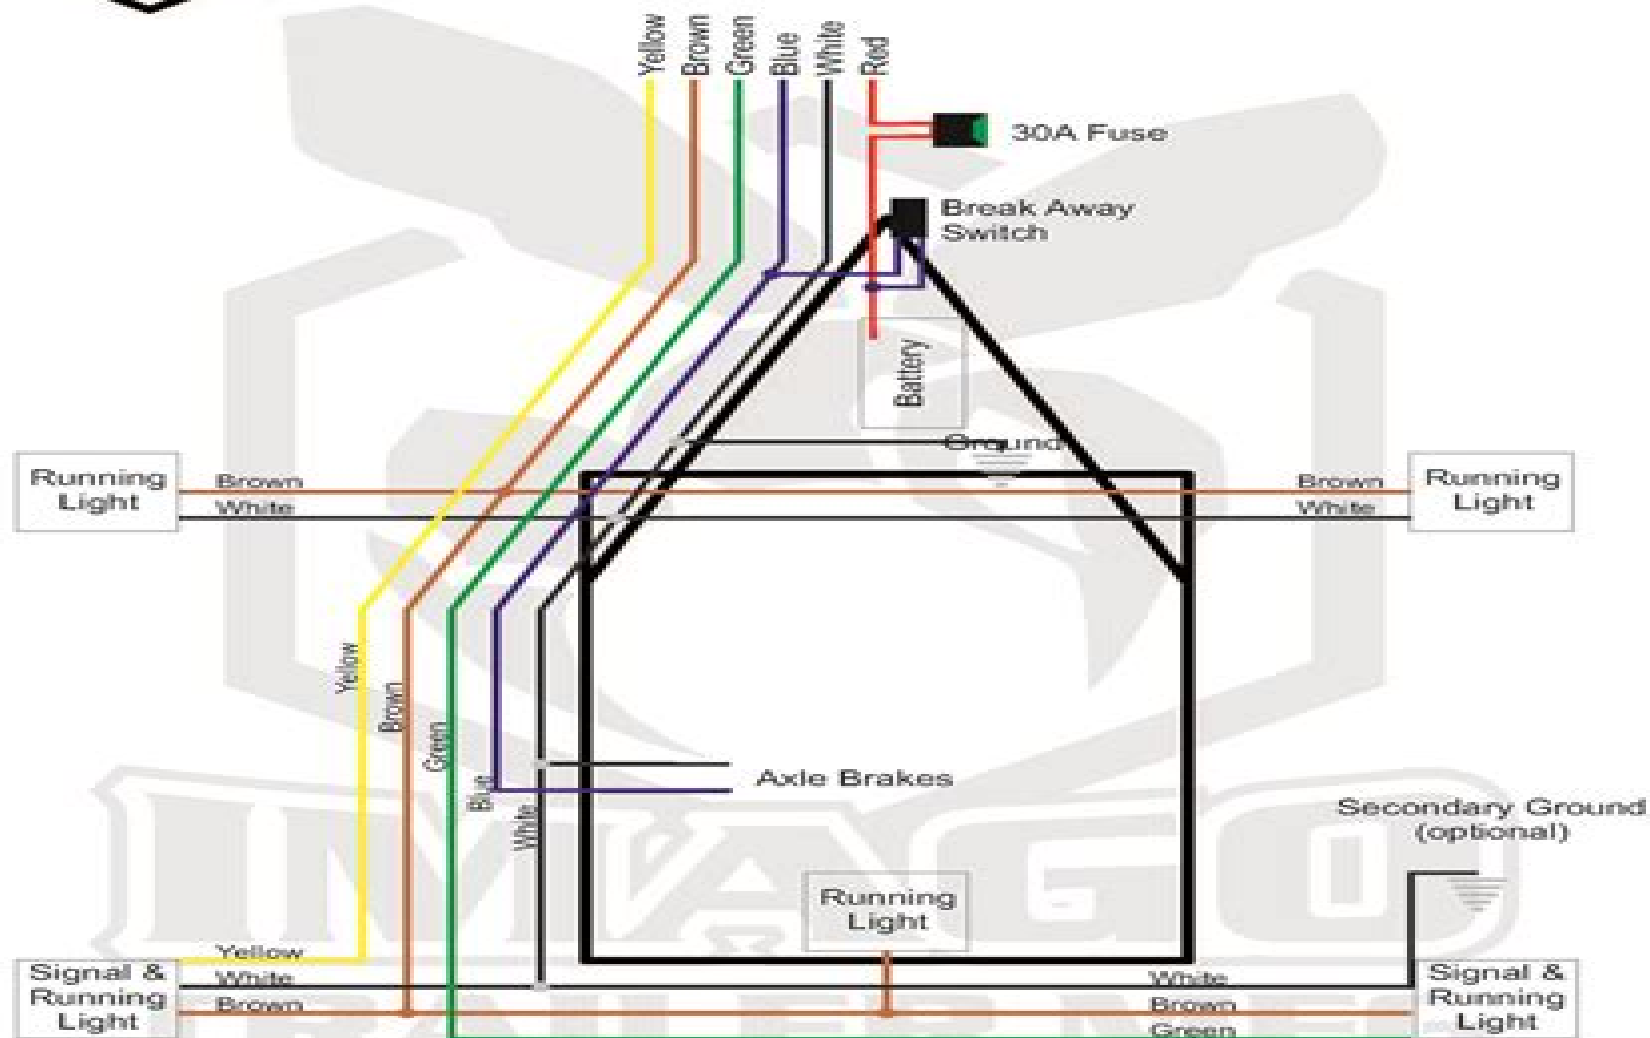 Yellow
Brown
Green
Blue
White
Red
30A Fuse
Break Away
Switch
Battery
Ground
Running
Light
Brown
White
Brown
White
Running
Light
Yellow
Brown
Green
Blue
White
Axle Brakes
Secondary Ground
(optional)
Running
Light
Signal &
Running
Light
Yellow
White
Brown
White
Brown
Green
Signal &
Running
Light
IMAGO